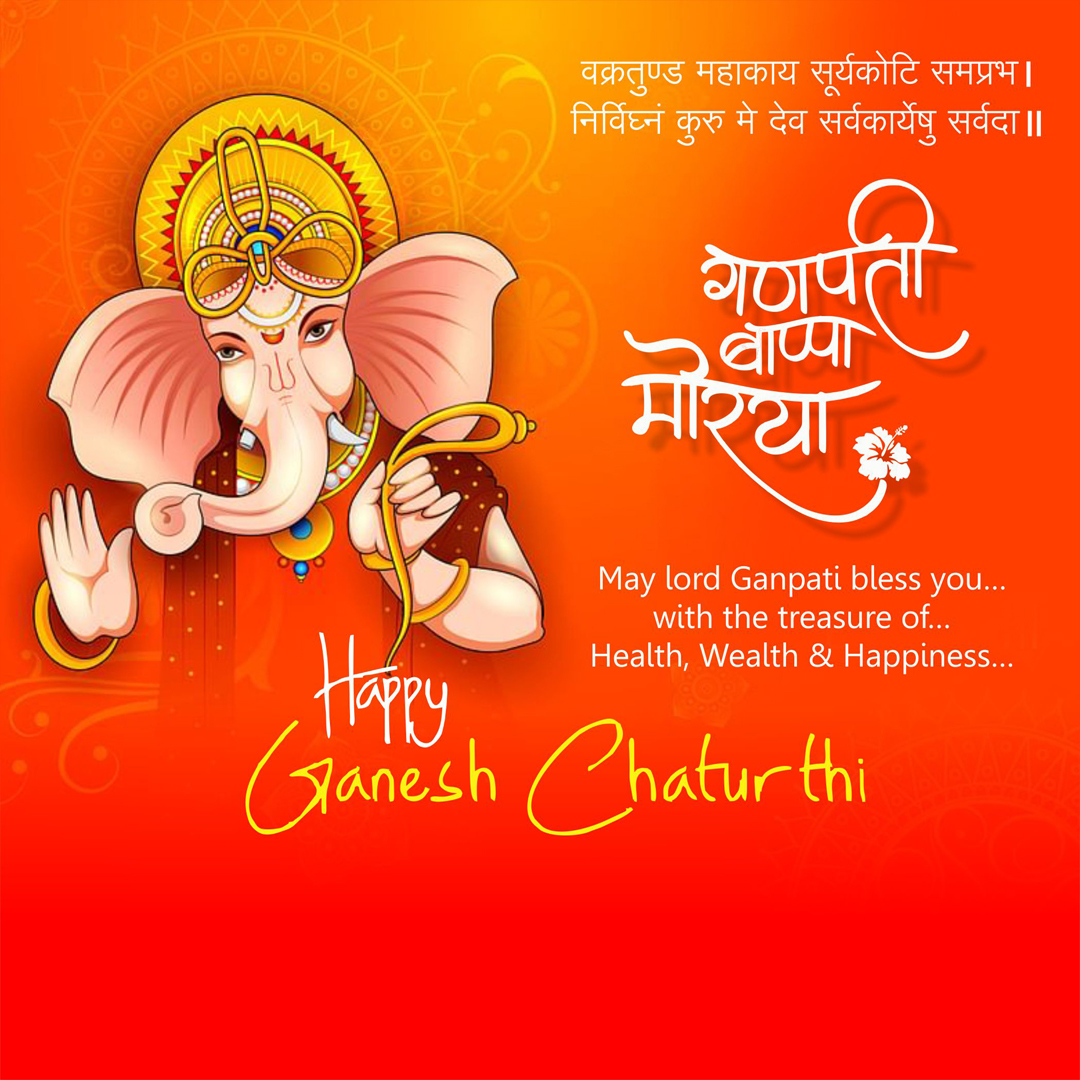 वक्रतुण्ड महाकाय सूर्यकोटि समप्रभ।
निर्विघ्नं कुरु मे देव सर्वकार्येषु सर्वदा॥
गणपती
बाप्पा
मोरया
May lord Ganpati bless you...
with the treasure of...
Health, Wealth & Happiness...
Happy
Ganesh Chaturthi